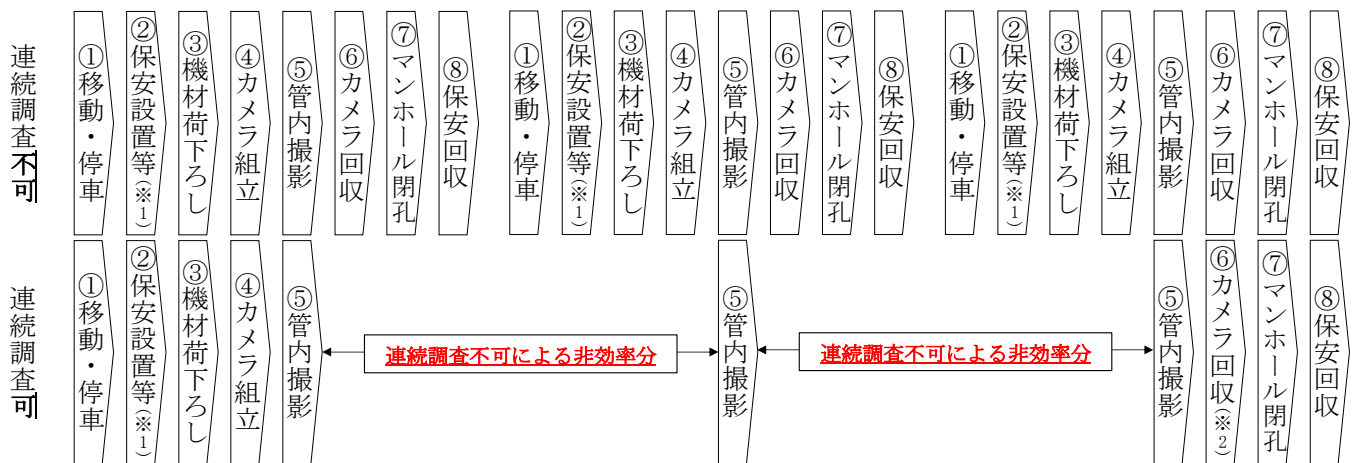 連続調査不可
①移動・停車
②保安設置等(※1)
③機材荷下ろし
④カメラ組立
⑤管内撮影
⑥カメラ回収
⑦マンホール閉孔
⑧保安回収
①移動・停車
②保安設置等(※1)
③機材荷下ろし
④カメラ組立
⑤管内撮影
⑥カメラ回収
⑦マンホール閉孔
⑧保安回収
①移動・停車
②保安設置等(※1)
③機材荷下ろし
④カメラ組立
⑤管内撮影
⑥カメラ回収
⑦マンホール閉孔
⑧保安回収
連続調査可
①移動・停車
②保安設置等(※1)
③機材荷下ろし
④カメラ組立
⑤管内撮影
連続調査不可による非効率分
⑤管内撮影
連続調査不可による非効率分
⑤管内撮影
⑥カメラ回収(※2)
⑦マンホール閉孔
⑧保安回収